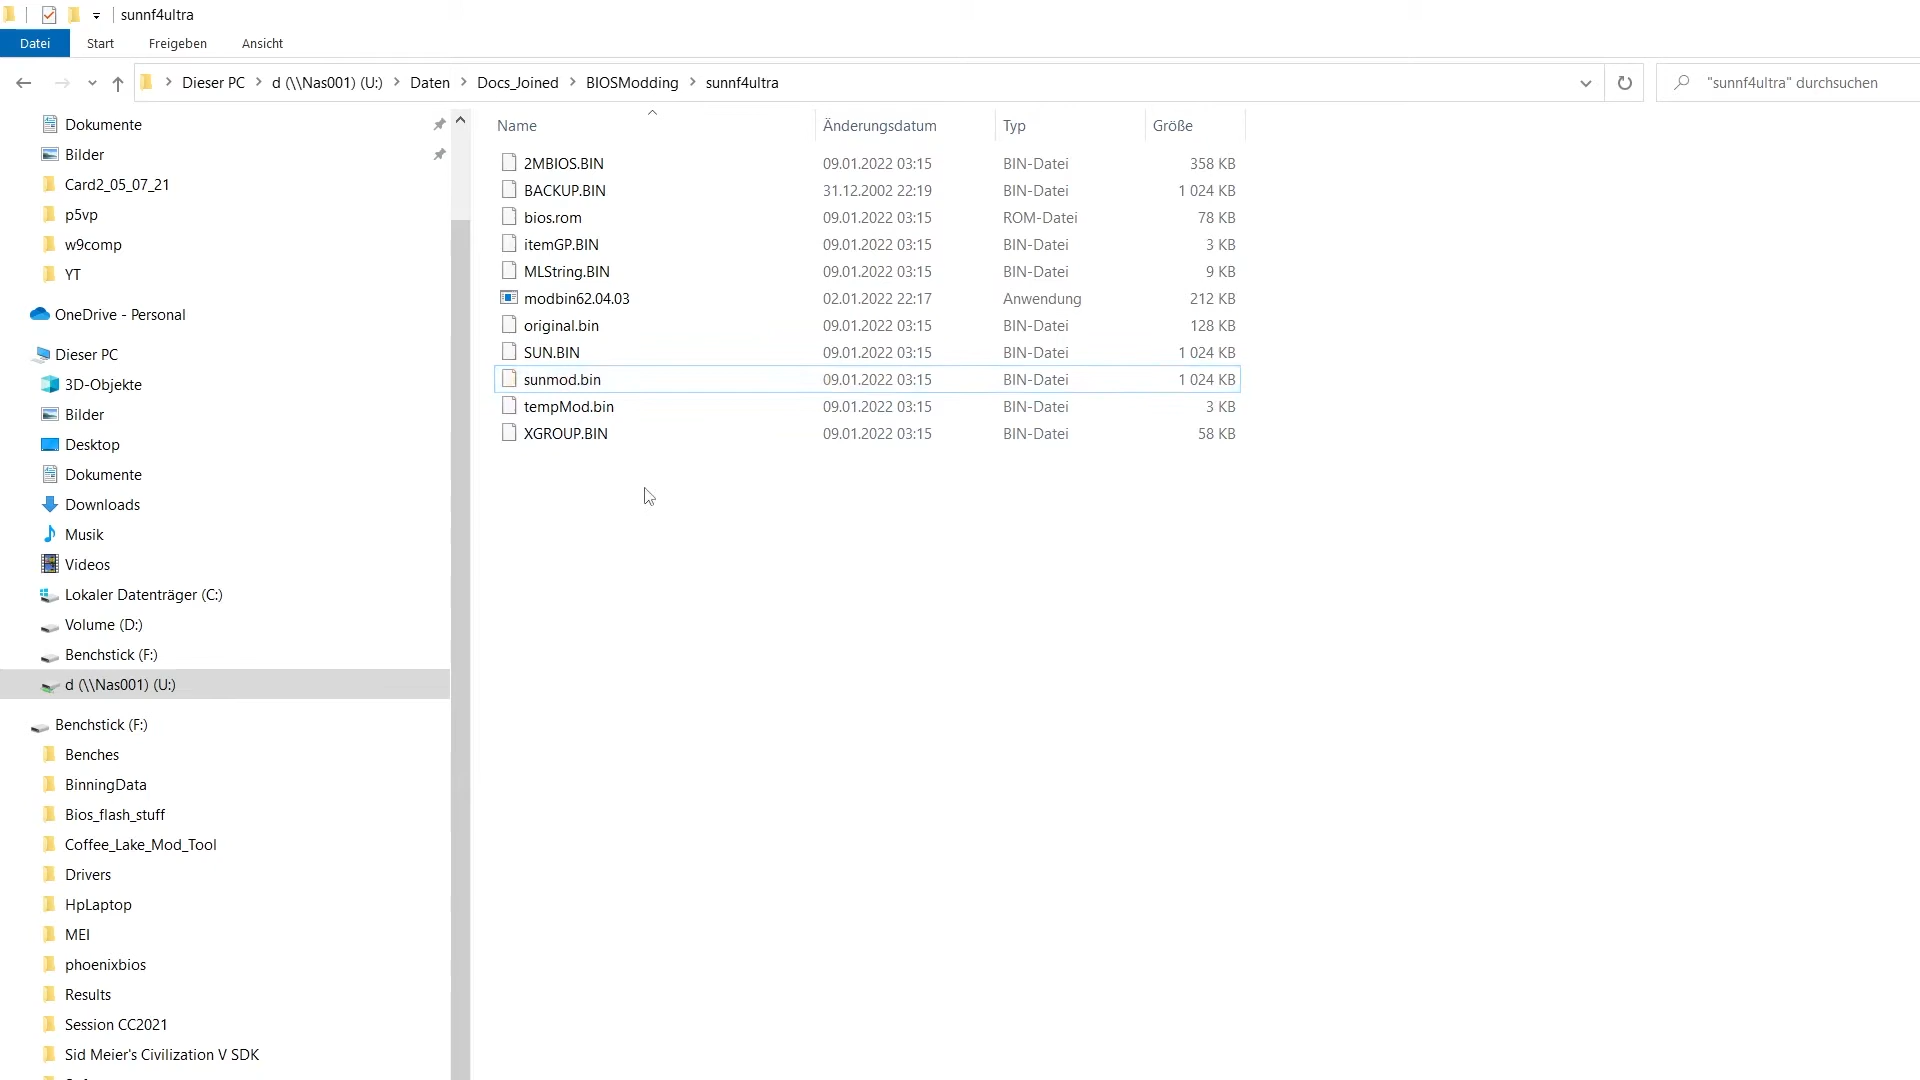 sunnf4ultra
Datei Start Freigeben Ansicht
Dieser PC d (\\Nas001) (U:) Daten Docs_Joined BIOSModding sunnf4ultra
"sunnf4ultra" durchsuchen
Dokumente
Bilder
Card2_05_07_21
p5vp
w9comp
YT
OneDrive - Personal
Dieser PC
3D-Objekte
Bilder
Desktop
Dokumente
Downloads
Musik
Videos
Lokaler Datenträger (C:)
Volume (D:)
Benchstick (F:)
d (\\Nas001) (U:)
Benchstick (F:)
Benches
BinningData
Bios_flash_stuff
Coffee_Lake_Mod_Tool
Drivers
HpLaptop
MEI
phoenixbios
Results
Session CC2021
Sid Meier's Civilization V SDK
Name Änderungsdatum Typ Größe
2MBIOS.BIN 09.01.2022 03:15 BIN-Datei 358 KB
BACKUP.BIN 31.12.2002 22:19 BIN-Datei 1 024 KB
bios.rom 09.01.2022 03:15 ROM-Datei 78 KB
itemGP.BIN 09.01.2022 03:15 BIN-Datei 3 KB
MLString.BIN 09.01.2022 03:15 BIN-Datei 9 KB
modbin62.04.03 02.01.2022 22:17 Anwendung 212 KB
original.bin 09.01.2022 03:15 BIN-Datei 128 KB
SUN.BIN 09.01.2022 03:15 BIN-Datei 1 024 KB
sunmod.bin 09.01.2022 03:15 BIN-Datei 1 024 KB
tempMod.bin 09.01.2022 03:15 BIN-Datei 3 KB
XGROUP.BIN 09.01.2022 03:15 BIN-Datei 58 KB